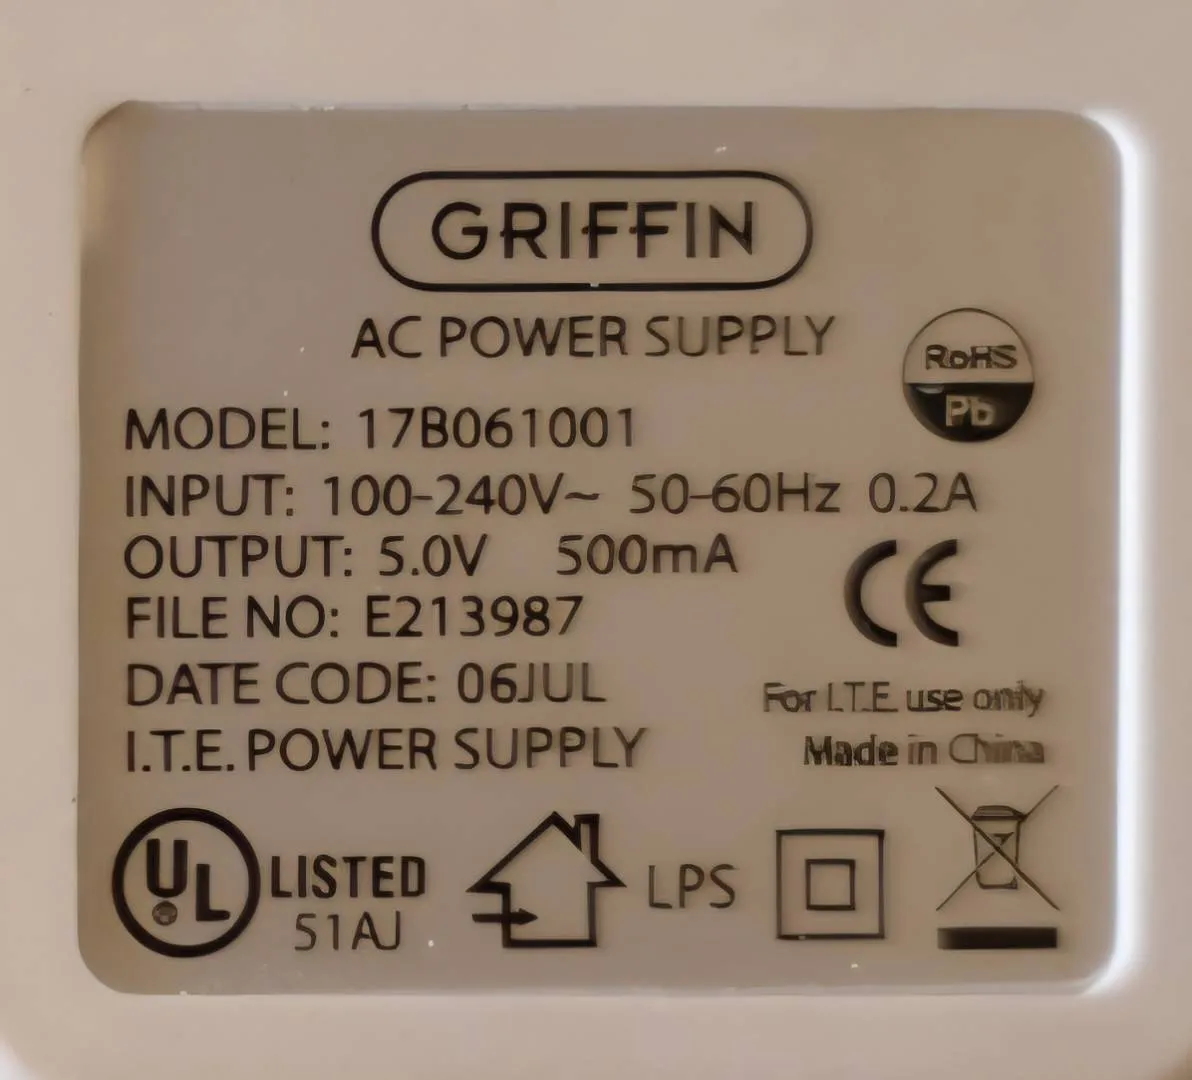 GRIFFIN
AC POWER SUPPLY
RoHS
Pb
MODEL: 17B061001
INPUT: 100-240V~ 50-60Hz 0.2A
OUTPUT: 5.0V 500mA
CE
FILE NO: E213987
DATE CODE: 06JUL
For I.T.E use only
I.T.E. POWER SUPPLY
Made in China
UL LISTED
51AJ
LPS